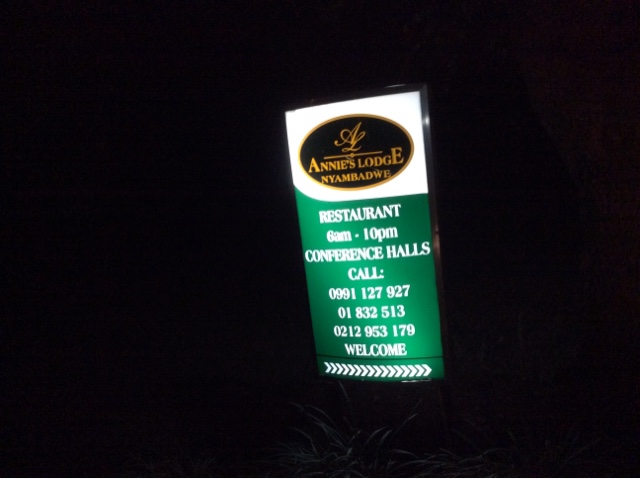 AL
ANNIE'S LODGE
NYAMBADWE
RESTAURANT
6am - 10pm
CONFERENCE HALLS
CALL:
0991 127 927
01 832 513
0212 953 179
WELCOME